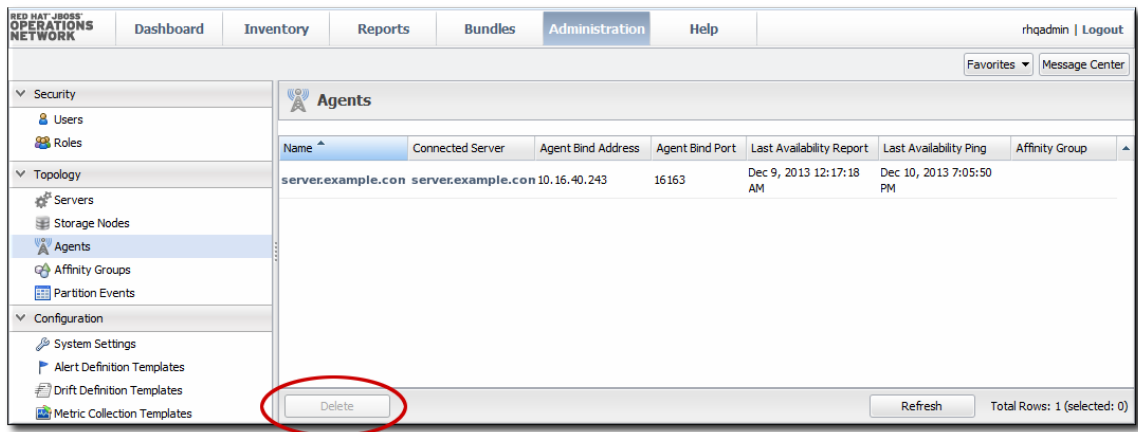 RED HAT® JBOSS®
OPERATIONS
NETWORK
Dashboard Inventory Reports Bundles Administration Help rhqadmin | Logout
Favorites Message Center
Security
Users
Roles
Topology
Servers
Storage Nodes
Agents
Affinity Groups
Partition Events
Configuration
System Settings
Alert Definition Templates
Drift Definition Templates
Metric Collection Templates
Agents
Name Connected Server Agent Bind Address Agent Bind Port Last Availability Report Last Availability Ping Affinity Group
server.example.con server.example.con 10.16.40.243 16163 Dec 9, 2013 12:17:18 Dec 10, 2013 7:05:50
AM PM
Delete Refresh Total Rows: 1 (selected: 0)